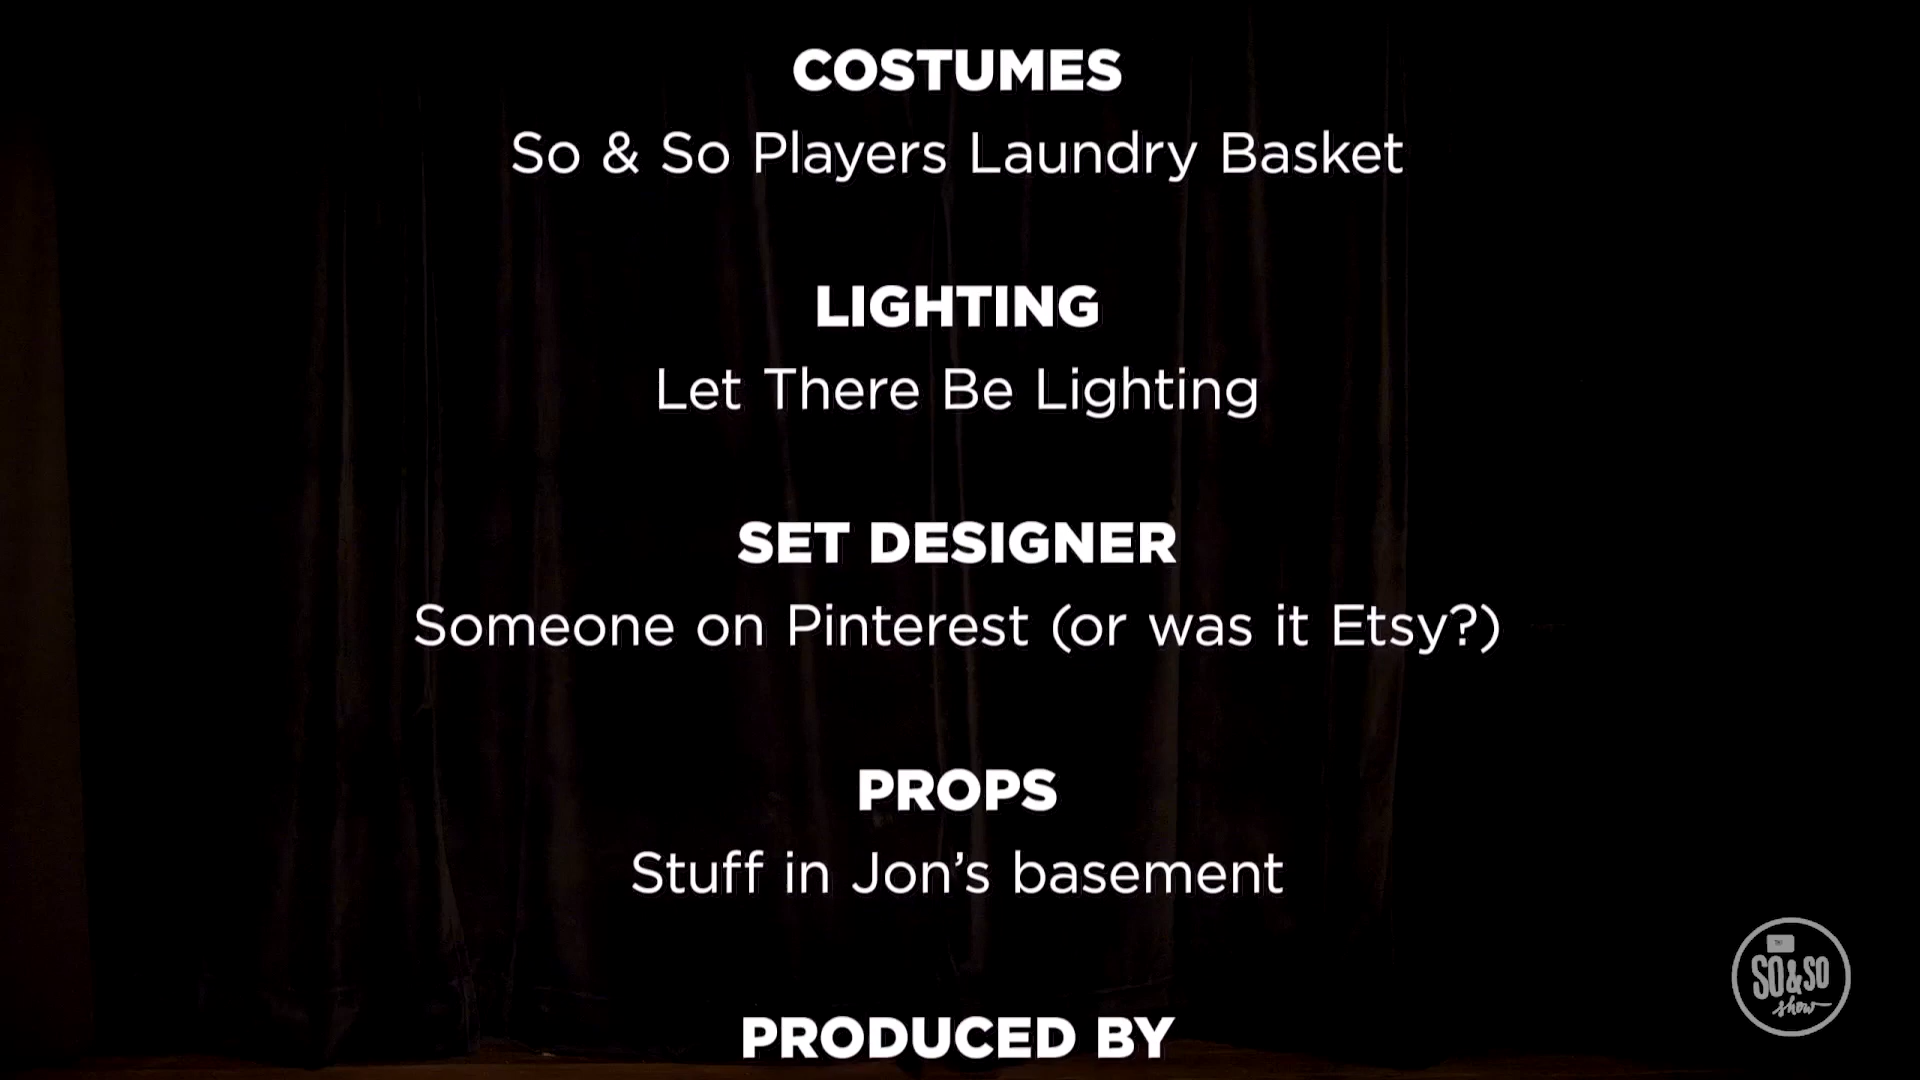 COSTUMES
So & So Players Laundry Basket
LIGHTING
Let There Be Lighting
SET DESIGNER
Someone on Pinterest (or was it Etsy?)
PROPS
Stuff in Jon’s basement
PRODUCED BY
SO&SO
show